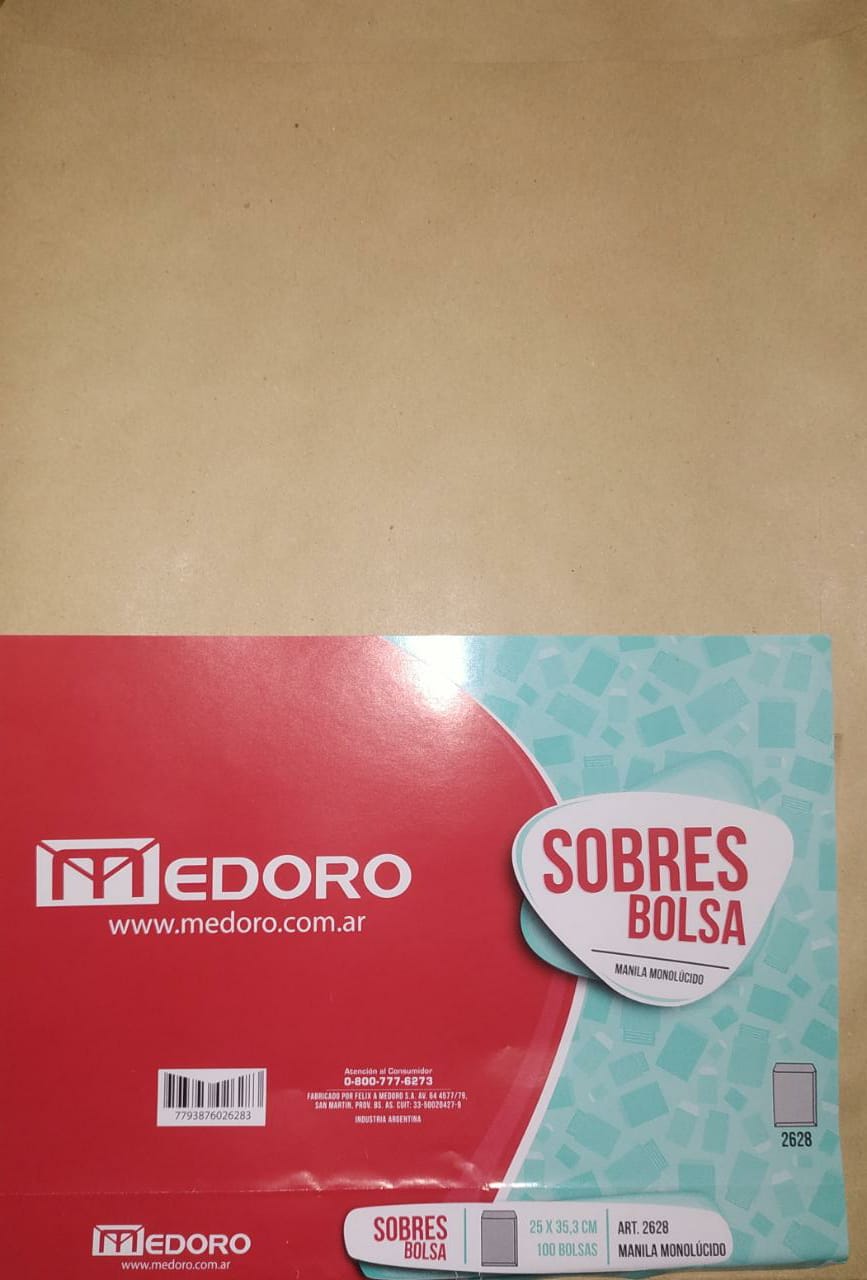 MEDORO
www.medoro.com.ar
SOBRES
BOLSA
MANILA MONOLÚCIDO
7793876026283
Atención al Consumidor
0-800-777-6273
FABRICADO POR FELIX A MEDORO S.A. AV. 64 4677/79,
SAN MARTIN. PROV. BS. AS. CUIT: 33-50020427-9
INDUSTRIA ARGENTINA
2628
MEDORO
www.medoro.com.ar
SOBRES
BOLSA
25 X 35,3 CM
100 BOLSAS
ART. 2628
MANILA MONOLÚCIDO